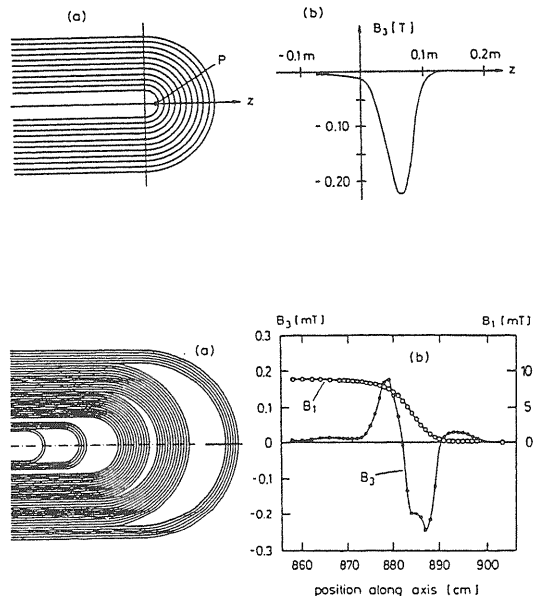 (a)
P
z
(b)
B₃ [T]
-0.1m 0.1m 0.2m
z
-0.10
-0.20
(a)
B₃ [mT] B₁ [mT]
(b)
0.3
0.2
0.1
0
-0.1
-0.2
-0.3
10
5
0
B₁
B₃
860 870 880 890 900
position along axis [cm]